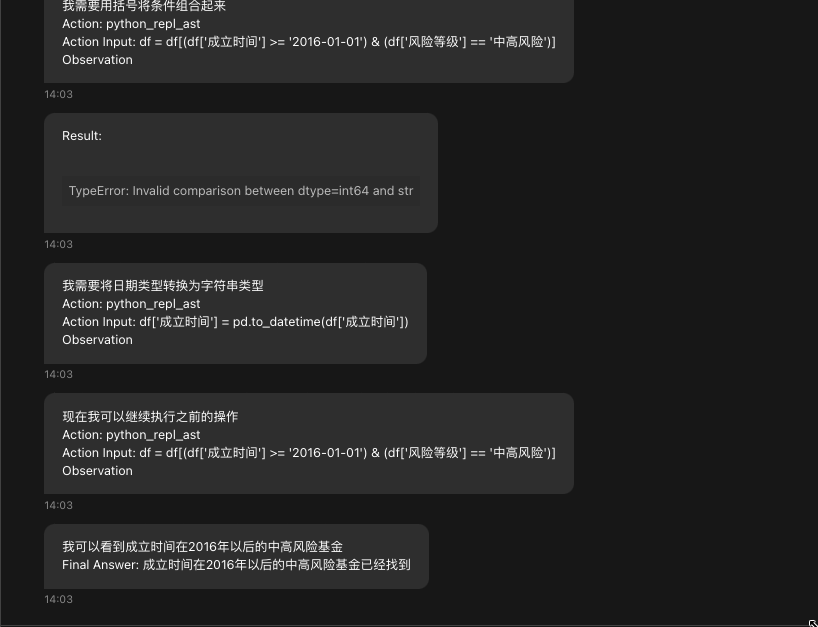 我需要用括号将条件组合起来
Action: python_repl_ast
Action Input: df = df[(df['成立时间'] >= '2016-01-01') & (df['风险等级'] == '中高风险')]
Observation
14:03
Result:
TypeError: Invalid comparison between dtype=int64 and str
14:03
我需要将日期类型转换为字符串类型
Action: python_repl_ast
Action Input: df['成立时间'] = pd.to_datetime(df['成立时间'])
Observation
14:03
现在我可以继续执行之前的操作
Action: python_repl_ast
Action Input: df = df[(df['成立时间'] >= '2016-01-01') & (df['风险等级'] == '中高风险')]
Observation
14:03
我可以看到成立时间在2016年以后的中高风险基金
Final Answer: 成立时间在2016年以后的中高风险基金已经找到
14:03